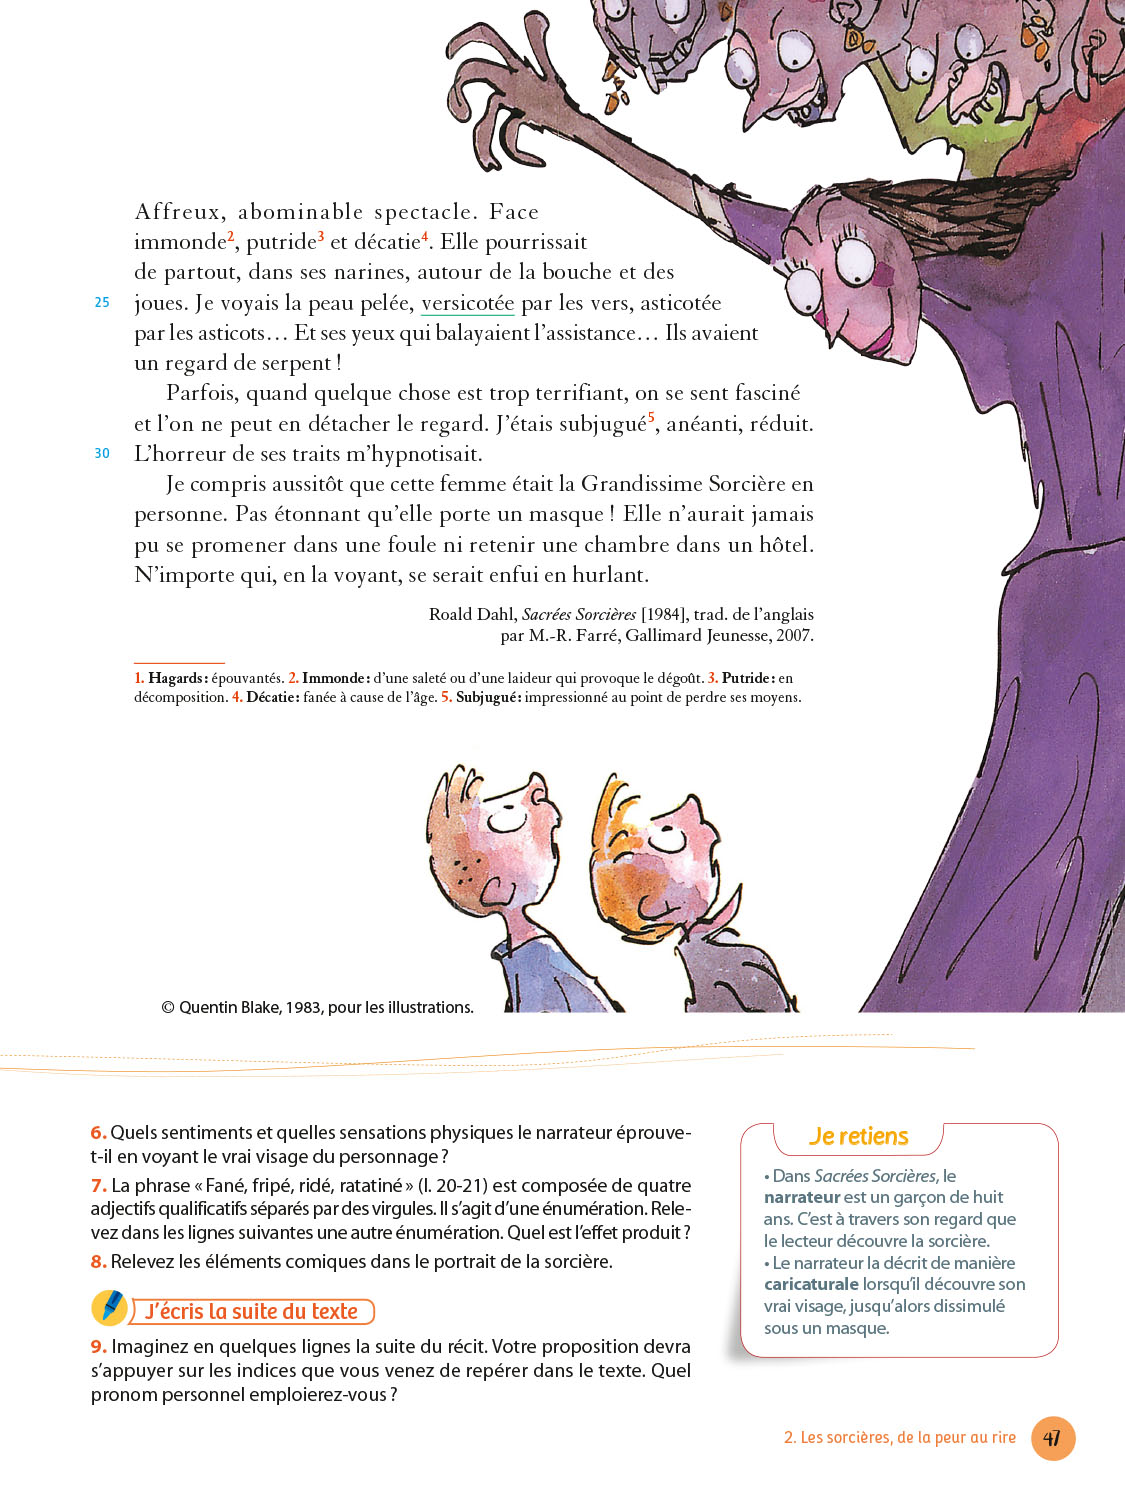 Affreux, abominable spectacle. Face
immonde2, putride3 et décatie4. Elle pourrissait
de partout, dans ses narines, autour de la bouche et des
25 joues. Je voyais la peau pelée, versicotée par les vers, asticotée
par les asticots… Et ses yeux qui balayaient l’assistance… Ils avaient
un regard de serpent !
Parfois, quand quelque chose est trop terrifiant, on se sent fasciné
et l’on ne peut en détacher le regard. J’étais subjugué5, anéanti, réduit.
30 L’horreur de ses traits m’hypnotisait.
Je compris aussitôt que cette femme était la Grandissime Sorcière en
personne. Pas étonnant qu’elle porte un masque ! Elle n’aurait jamais
pu se promener dans une foule ni retenir une chambre dans un hôtel.
N’importe qui, en la voyant, se serait enfui en hurlant.
Roald Dahl, Sacrées Sorcières [1984], trad. de l’anglais
par M.-R. Farré, Gallimard Jeunesse, 2007.
1. Hagards : épouvantés. 2. Immonde : d’une saleté ou d’une laideur qui provoque le dégoût. 3. Putride : en
décomposition. 4. Décatie : fanée à cause de l’âge. 5. Subjugué : impressionné au point de perdre ses moyens.
© Quentin Blake, 1983, pour les illustrations.
6. Quels sentiments et quelles sensations physiques le narrateur éprouve-
t-il en voyant le vrai visage du personnage ?
7. La phrase « Fané, fripé, ridé, ratatiné » (l. 20-21) est composée de quatre
adjectifs qualificatifs séparés par des virgules. Il s’agit d’une énumération. Rele-
vez dans les lignes suivantes une autre énumération. Quel est l’effet produit ?
8. Relevez les éléments comiques dans le portrait de la sorcière.
J’écris la suite du texte
9. Imaginez en quelques lignes la suite du récit. Votre proposition devra
s’appuyer sur les indices que vous venez de repérer dans le texte. Quel
pronom personnel emploierez-vous ?
Je retiens
• Dans Sacrées Sorcières, le
narrateur est un garçon de huit
ans. C’est à travers son regard que
le lecteur découvre la sorcière.
• Le narrateur la décrit de manière
caricaturale lorsqu’il découvre son
vrai visage, jusqu’alors dissimulé
sous un masque.
2. Les sorcières, de la peur au rire 47